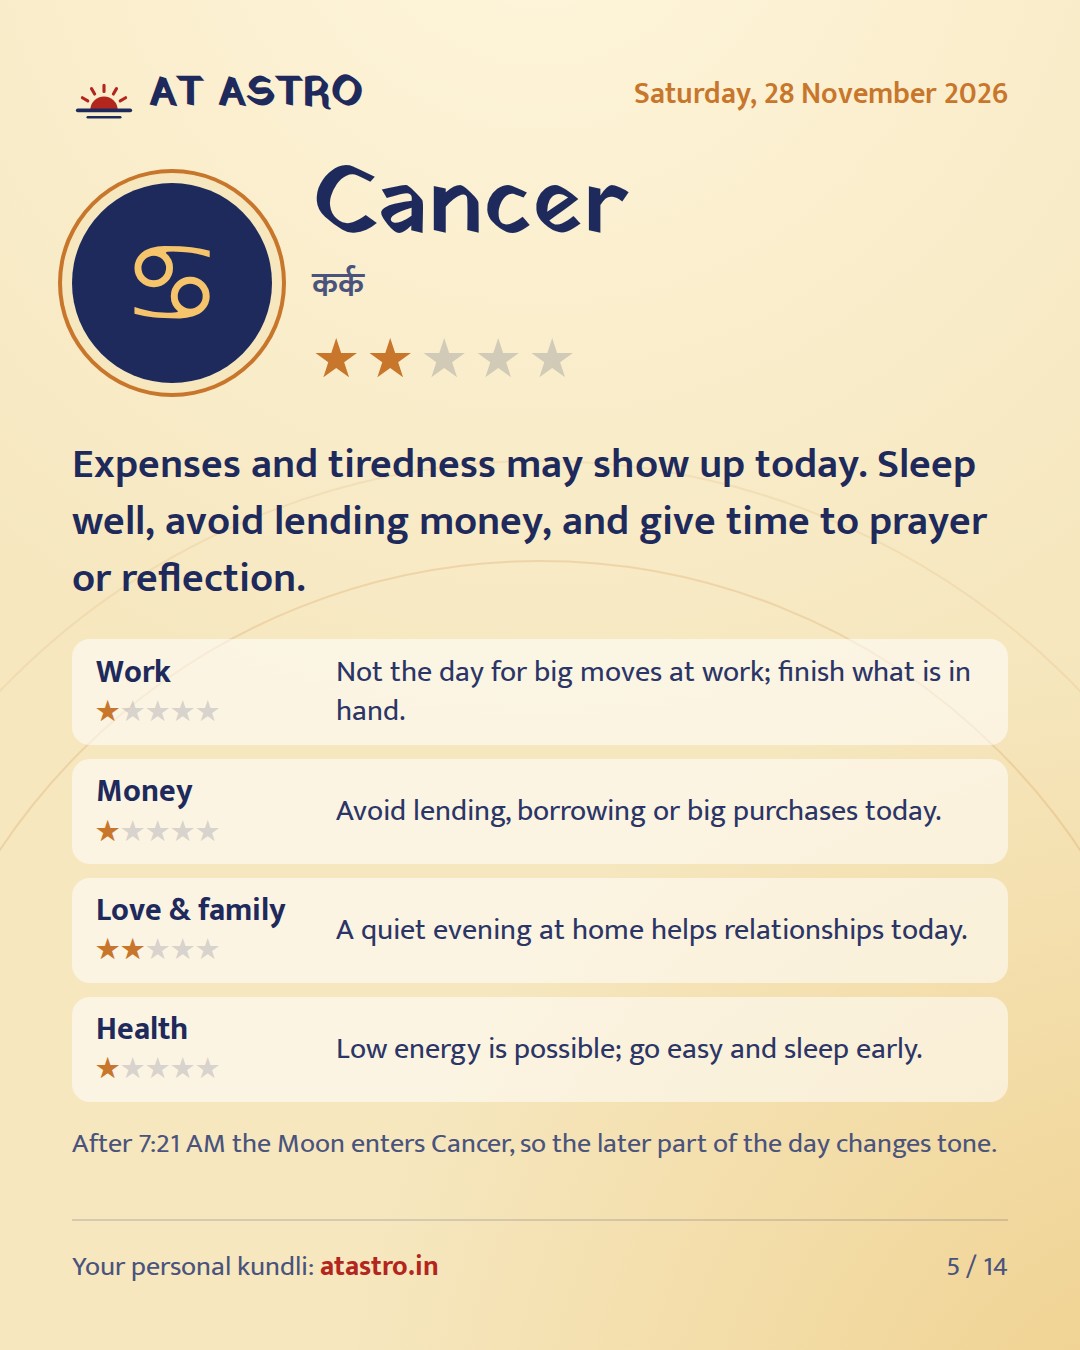 AT ASTRO
Saturday, 28 November 2026
Cancer
कर्क
Expenses and tiredness may show up today. Sleep
well, avoid lending money, and give time to prayer
or reflection.
Work
Not the day for big moves at work; finish what is in
hand.
Money
Avoid lending, borrowing or big purchases today.
Love & family
A quiet evening at home helps relationships today.
Health
Low energy is possible; go easy and sleep early.
After 7:21 AM the Moon enters Cancer, so the later part of the day changes tone.
Your personal kundli: atastro.in
5 / 14